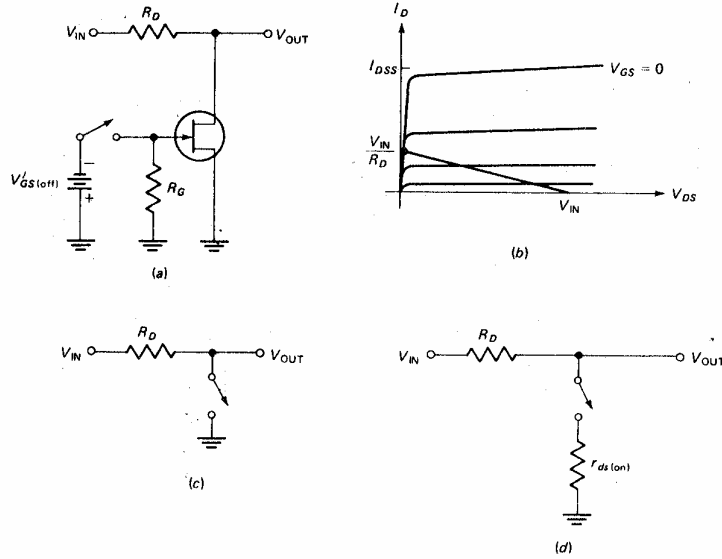 V_IN R_D V_OUT
V'_GS(off) − +
R_G
(a)
I_D
I_DSS V_GS = 0
V_IN/R_D
V_IN V_DS
(b)
V_IN R_D V_OUT
(c)
V_IN R_D V_OUT
r_ds(on)
(d)